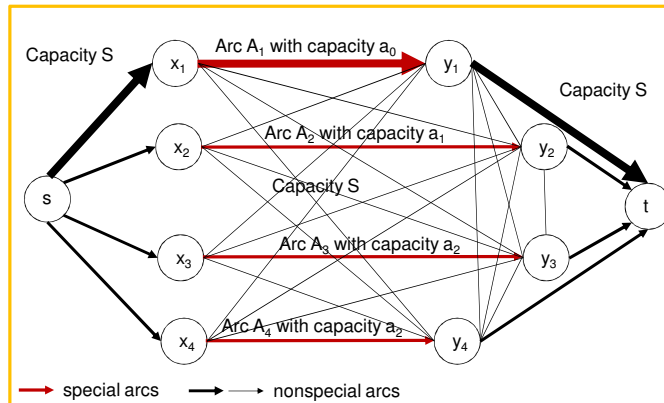 Capacity S
x1
Arc A1 with capacity a0
y1
Capacity S
x2
Arc A2 with capacity a1
y2
Capacity S
s
t
x3
Arc A3 with capacity a2
y3
x4
Arc A4 with capacity a2
y4
special arcs
nonspecial arcs